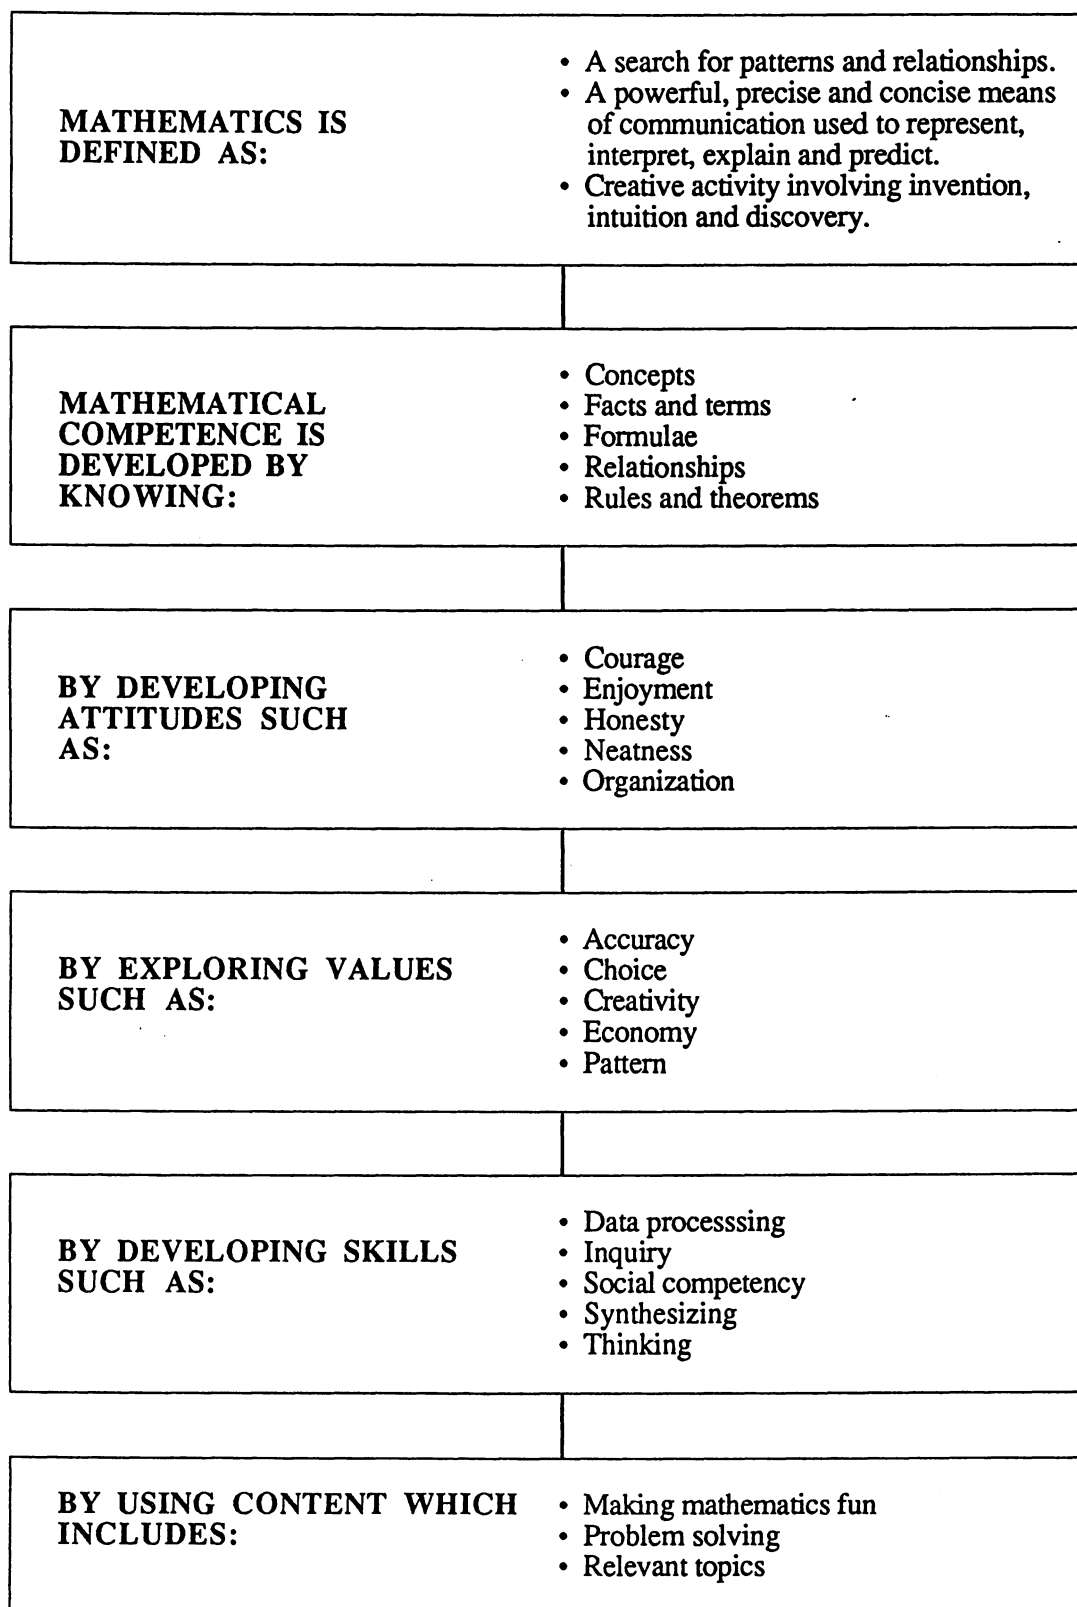 MATHEMATICS IS
DEFINED AS:
• A search for patterns and relationships.
• A powerful, precise and concise means
of communication used to represent,
interpret, explain and predict.
• Creative activity involving invention,
intuition and discovery.
MATHEMATICAL
COMPETENCE IS
DEVELOPED BY
KNOWING:
• Concepts
• Facts and terms
• Formulae
• Relationships
• Rules and theorems
BY DEVELOPING
ATTITUDES SUCH
AS:
• Courage
• Enjoyment
• Honesty
• Neatness
• Organization
BY EXPLORING VALUES
SUCH AS:
• Accuracy
• Choice
• Creativity
• Economy
• Pattern
BY DEVELOPING SKILLS
SUCH AS:
• Data processsing
• Inquiry
• Social competency
• Synthesizing
• Thinking
BY USING CONTENT WHICH
INCLUDES:
• Making mathematics fun
• Problem solving
• Relevant topics